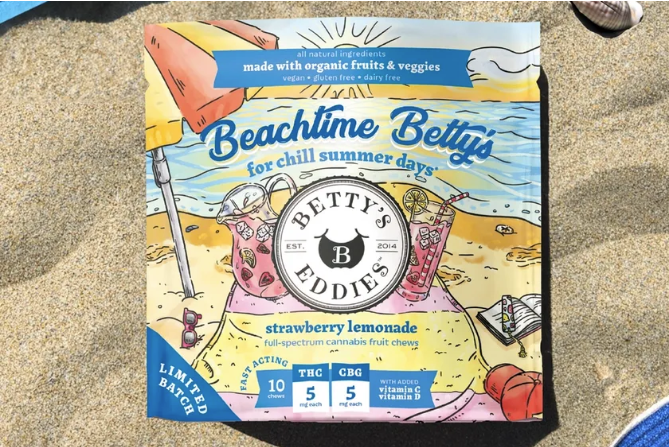 all natural ingredients
made with organic fruits & veggies
vegan • gluten free • dairy free
Beachtime Betty's
for chill summer days*
BETTY'S
EST. 2014
B
EDDIES™
strawberry lemonade
full-spectrum cannabis fruit chews
LIMITED
BATCH
FAST ACTING
10
chews
THC
5
mg each
CBG
5
mg each
WITH ADDED
vitamin C
vitamin D